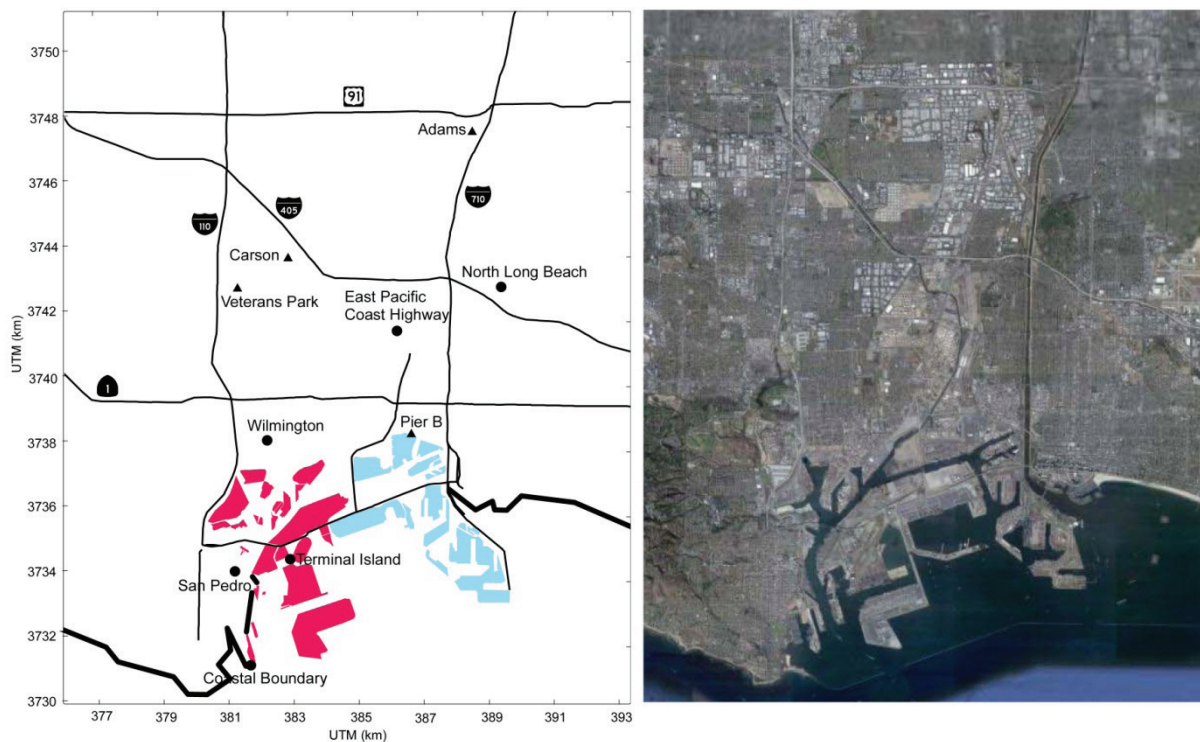 3750
3748
3746
3744
3742
3740
3738
3736
3734
3732
3730
UTM (km)
91
Adams
710
405
110
Carson
North Long Beach
Veterans Park
East Pacific
Coast Highway
1
Wilmington
Pier B
Terminal Island
San Pedro
Coastal Boundary
377 379 381 383 385 387 389 391 393
UTM (km)